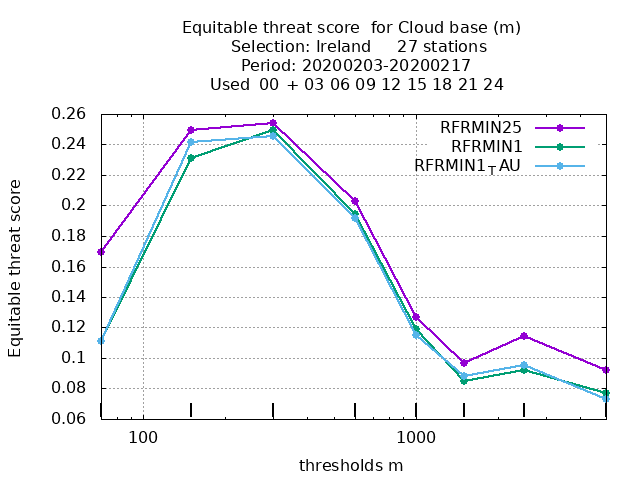 Equitable threat score  for Cloud base (m)
Selection: Ireland     27 stations
Period: 20200203-20200217
Used  00 + 03 06 09 12 15 18 21 24
RFRMIN25
RFRMIN1
RFRMIN1TAU
Equitable threat score
0.26
0.24
0.22
0.2
0.18
0.16
0.14
0.12
0.1
0.08
0.06
100 1000
thresholds m